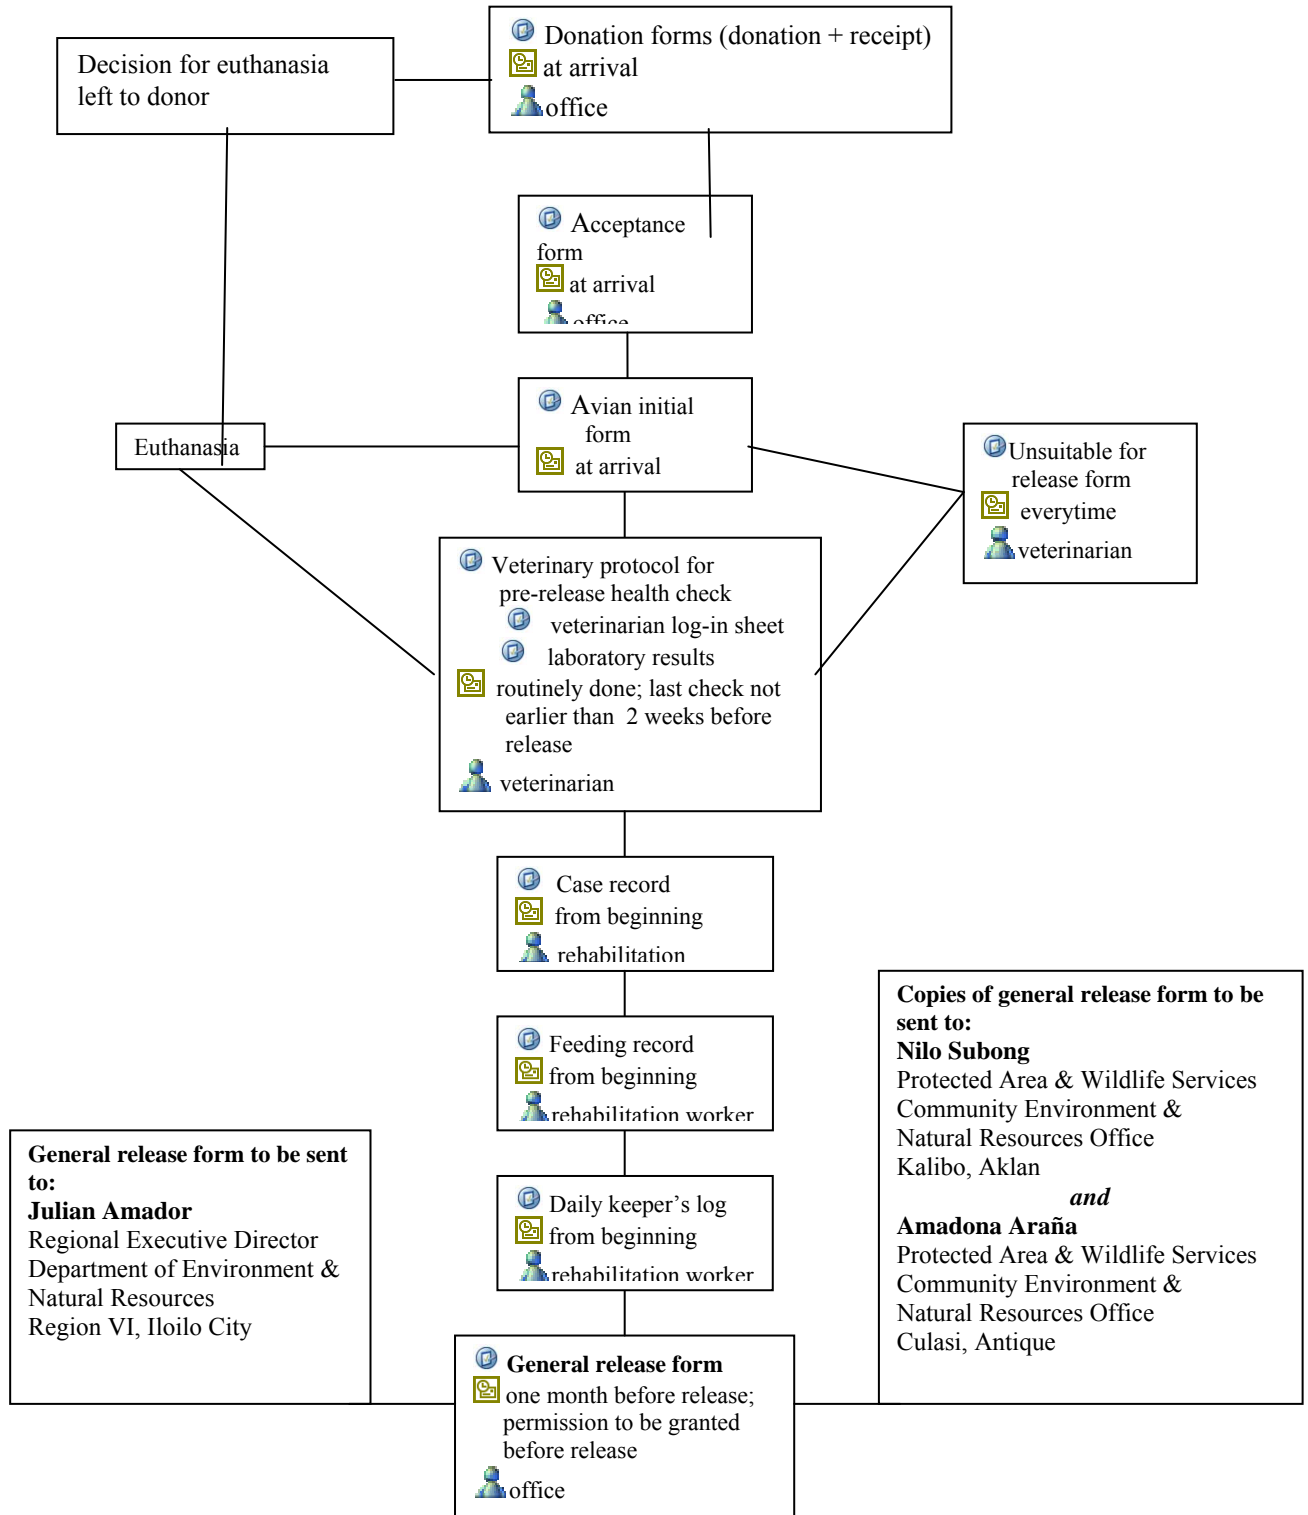 Donation forms (donation + receipt)
at arrival
office
Decision for euthanasia
left to donor
Acceptance
form
at arrival
office
Avian initial
form
at arrival
Euthanasia
Unsuitable for
release form
everytime
veterinarian
Veterinary protocol for
pre-release health check
veterinarian log-in sheet
laboratory results
routinely done; last check not
earlier than 2 weeks before
release
veterinarian
Case record
from beginning
rehabilitation
Feeding record
from beginning
rehabilitation worker
Daily keeper’s log
from beginning
rehabilitation worker
Copies of general release form to be
sent to:
Nilo Subong
Protected Area & Wildlife Services
Community Environment &
Natural Resources Office
Kalibo, Aklan
and
Amadona Araña
Protected Area & Wildlife Services
Community Environment &
Natural Resources Office
Culasi, Antique
General release form to be sent
to:
Julian Amador
Regional Executive Director
Department of Environment &
Natural Resources
Region VI, Iloilo City
General release form
one month before release;
permission to be granted
before release
office